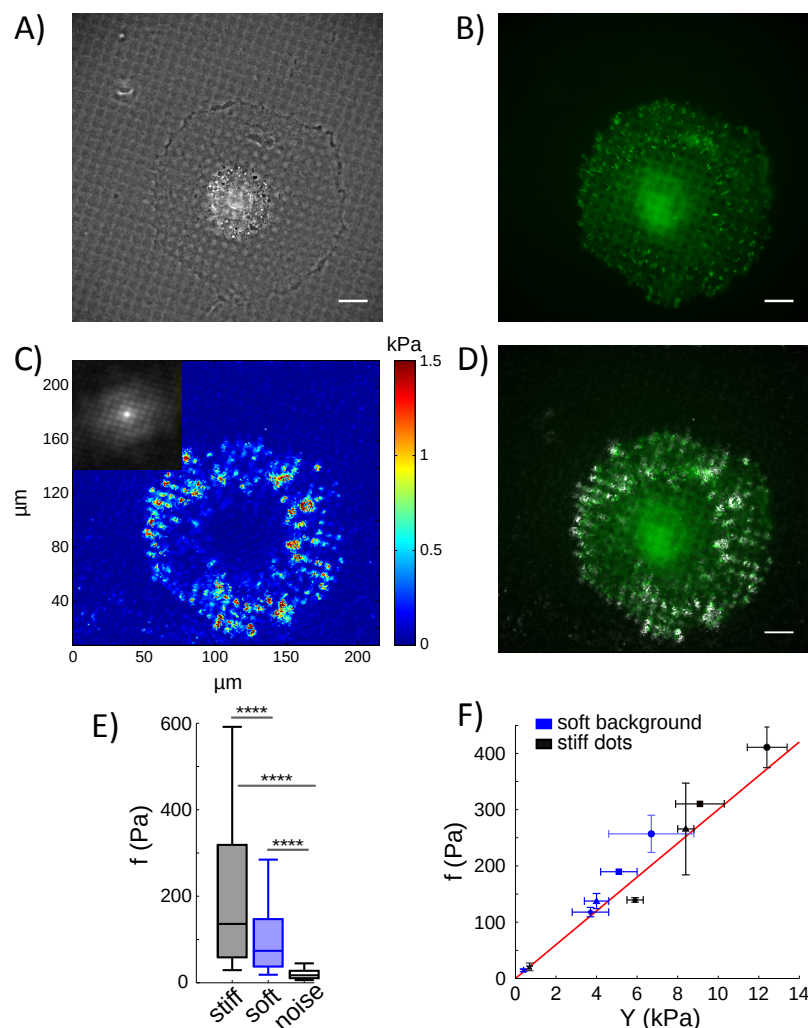 A)
B)
C)
kPa
1.5
1
0.5
0
200
160
120
80
40
µm
0
50
100
150
200
µm
D)
E)
600
400
200
0
f (Pa)
****
****
****
stiff
soft
noise
F)
soft background
stiff dots
400
300
200
100
0
f (Pa)
0
2
4
6
8
10
12
14
Y (kPa)